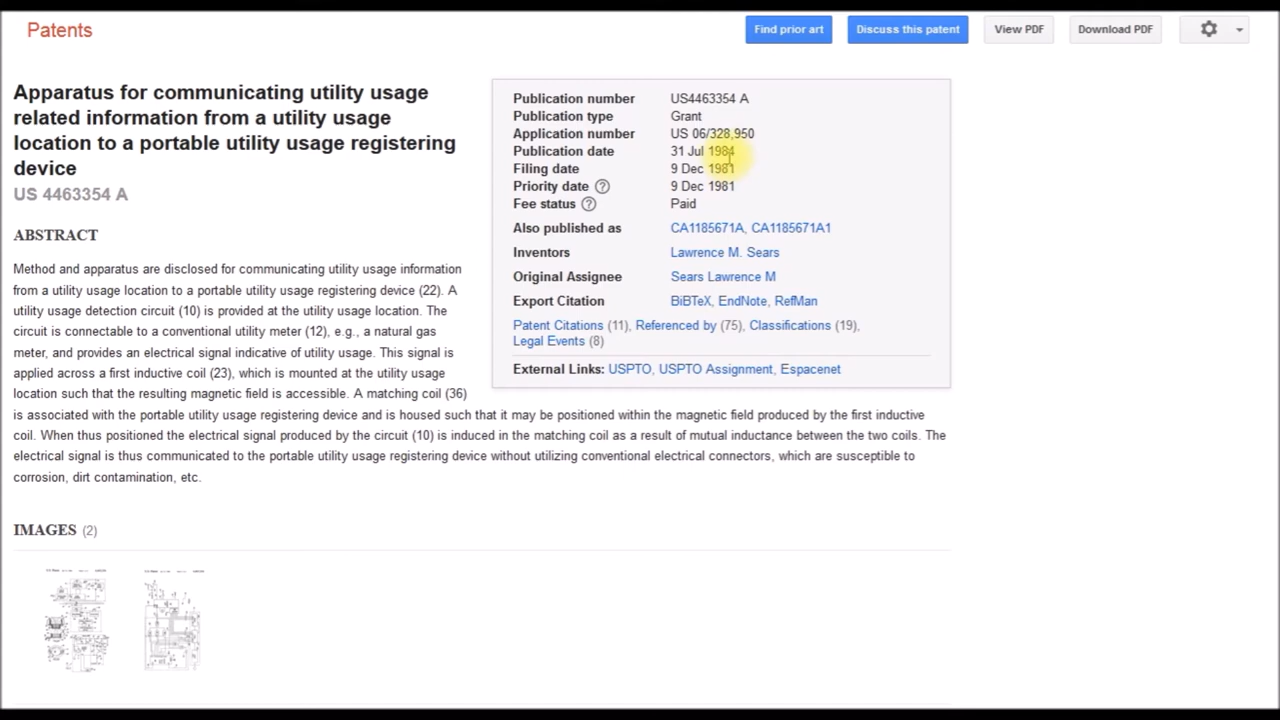 Patents
Find prior art
Discuss this patent
View PDF
Download PDF
Apparatus for communicating utility usage
related information from a utility usage
location to a portable utility usage registering
device
US 4463354 A
Publication number US4463354 A
Publication type Grant
Application number US 06/328,950
Publication date 31 Jul 1984
Filing date 9 Dec 1981
Priority date ? 9 Dec 1981
Fee status ? Paid
Also published as CA1185671A, CA1185671A1
Inventors Lawrence M. Sears
Original Assignee Sears Lawrence M
Export Citation BiBTeX, EndNote, RefMan
Patent Citations (11), Referenced by (75), Classifications (19),
Legal Events (8)
External Links: USPTO, USPTO Assignment, Espacenet
ABSTRACT
Method and apparatus are disclosed for communicating utility usage information
from a utility usage location to a portable utility usage registering device (22). A
utility usage detection circuit (10) is provided at the utility usage location. The
circuit is connectable to a conventional utility meter (12), e.g., a natural gas
meter, and provides an electrical signal indicative of utility usage. This signal is
applied across a first inductive coil (23), which is mounted at the utility usage
location such that the resulting magnetic field is accessible. A matching coil (36)
is associated with the portable utility usage registering device and is housed such that it may be positioned within the magnetic field produced by the first inductive
coil. When thus positioned the electrical signal produced by the circuit (10) is induced in the matching coil as a result of mutual inductance between the two coils. The
electrical signal is thus communicated to the portable utility usage registering device without utilizing conventional electrical connectors, which are susceptible to
corrosion, dirt contamination, etc.
IMAGES (2)